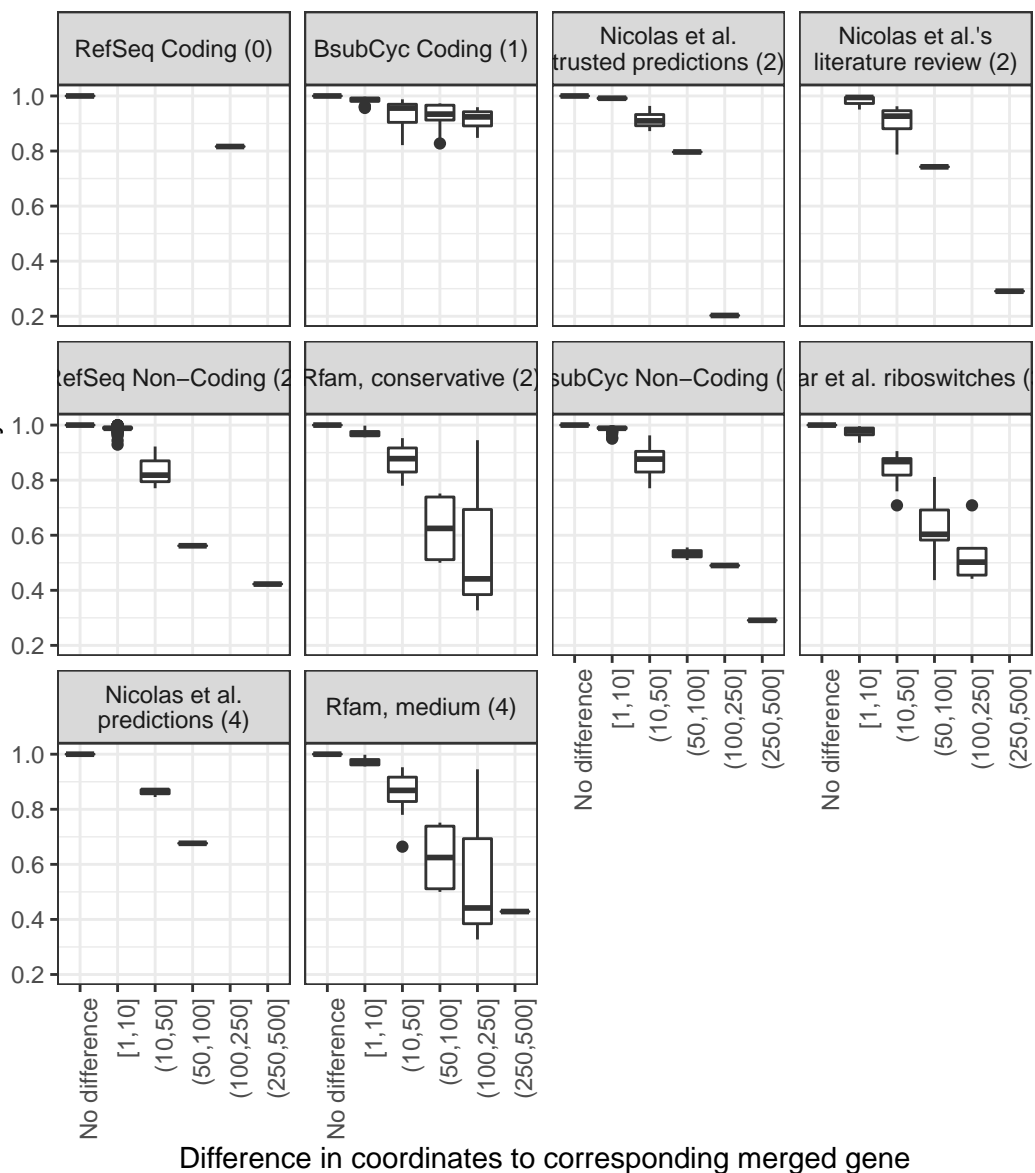 RefSeq Coding (0)
BsubCyc Coding (1)
Nicolas et al.
trusted predictions (2)
Nicolas et al.'s
literature review (2)
1.0
0.8
0.6
0.4
0.2
RefSeq Non−Coding (2
Rfam, conservative (2)
subCyc Non−Coding (
ar et al. riboswitches (
1.0
0.8
0.6
0.4
0.2
Nicolas et al.
predictions (4)
Rfam, medium (4)
1.0
0.8
0.6
0.4
0.2
No difference
[1,10]
(10,50]
(50,100]
(100,250]
(250,500]
No difference
[1,10]
(10,50]
(50,100]
(100,250]
(250,500]
No difference
[1,10]
(10,50]
(50,100]
(100,250]
(250,500]
No difference
[1,10]
(10,50]
(50,100]
(100,250]
(250,500]
Difference in coordinates to corresponding merged gene